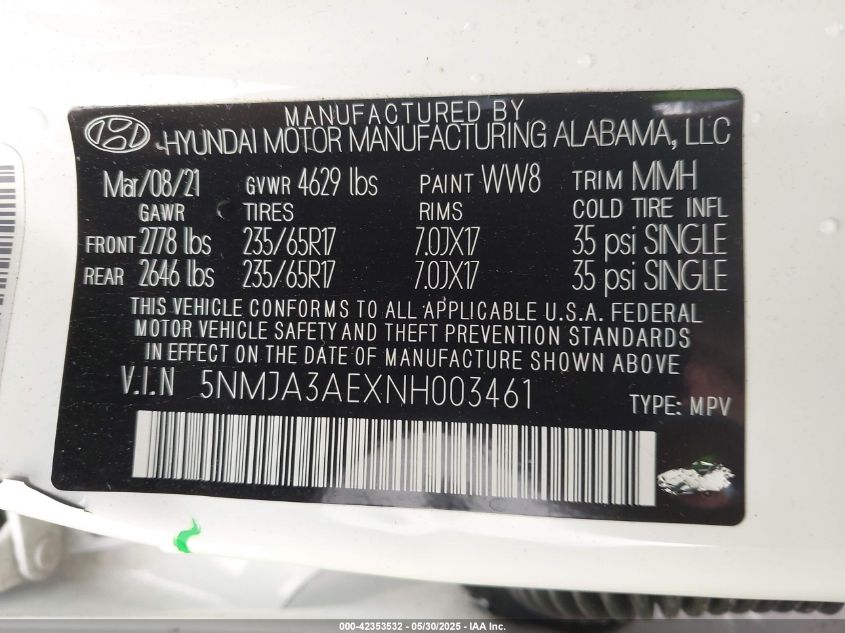 MANUFACTURED BY
HYUNDAI MOTOR MANUFACTURING ALABAMA, LLC
Mar/08/21 GVWR 4629 lbs PAINT WW8 TRIM MMH
GAWR TIRES RIMS COLD TIRE INFL
FRONT 2778 lbs 235/65R17 7.0JX17 35 psi SINGLE
REAR 2646 lbs 235/65R17 7.0JX17 35 psi SINGLE
THIS VEHICLE CONFORMS TO ALL APPLICABLE U.S.A. FEDERAL
MOTOR VEHICLE SAFETY AND THEFT PREVENTION STANDARDS
IN EFFECT ON THE DATE OF MANUFACTURE SHOWN ABOVE
V.I.N 5NMJA3AEXNH003461 TYPE: MPV
000-42353532 - 05/30/2025 - IAA Inc.